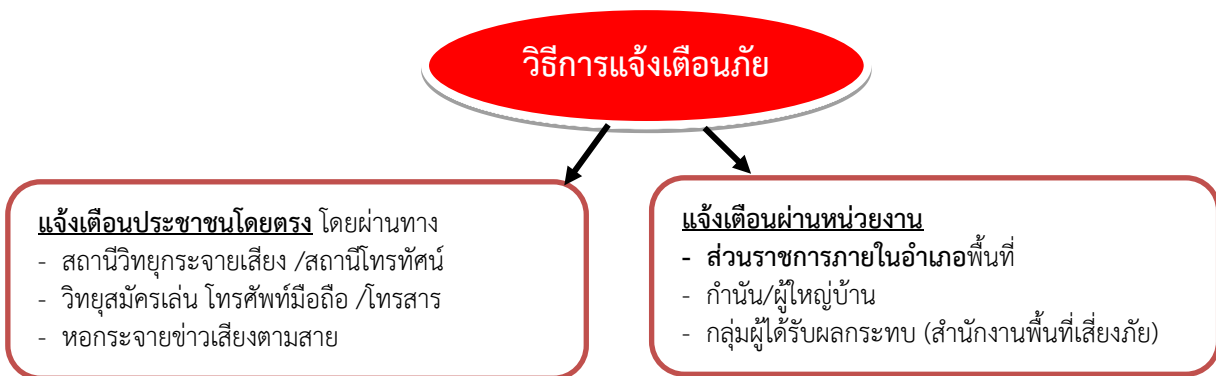 วิธีการแจ้งเตือนภัย
แจ้งเตือนประชาชนโดยตรง โดยผ่านทาง
- สถานีวิทยุกระจายเสียง /สถานีโทรทัศน์
- วิทยุสมัครเล่น โทรศัพท์มือถือ /โทรสาร
- หอกระจายข่าวเสียงตามสาย
แจ้งเตือนผ่านหน่วยงาน
- ส่วนราชการภายในอำเภอพื้นที่
- กำนัน/ผู้ใหญ่บ้าน
- กลุ่มผู้ได้รับผลกระทบ (สำนักงานพื้นที่เสี่ยงภัย)